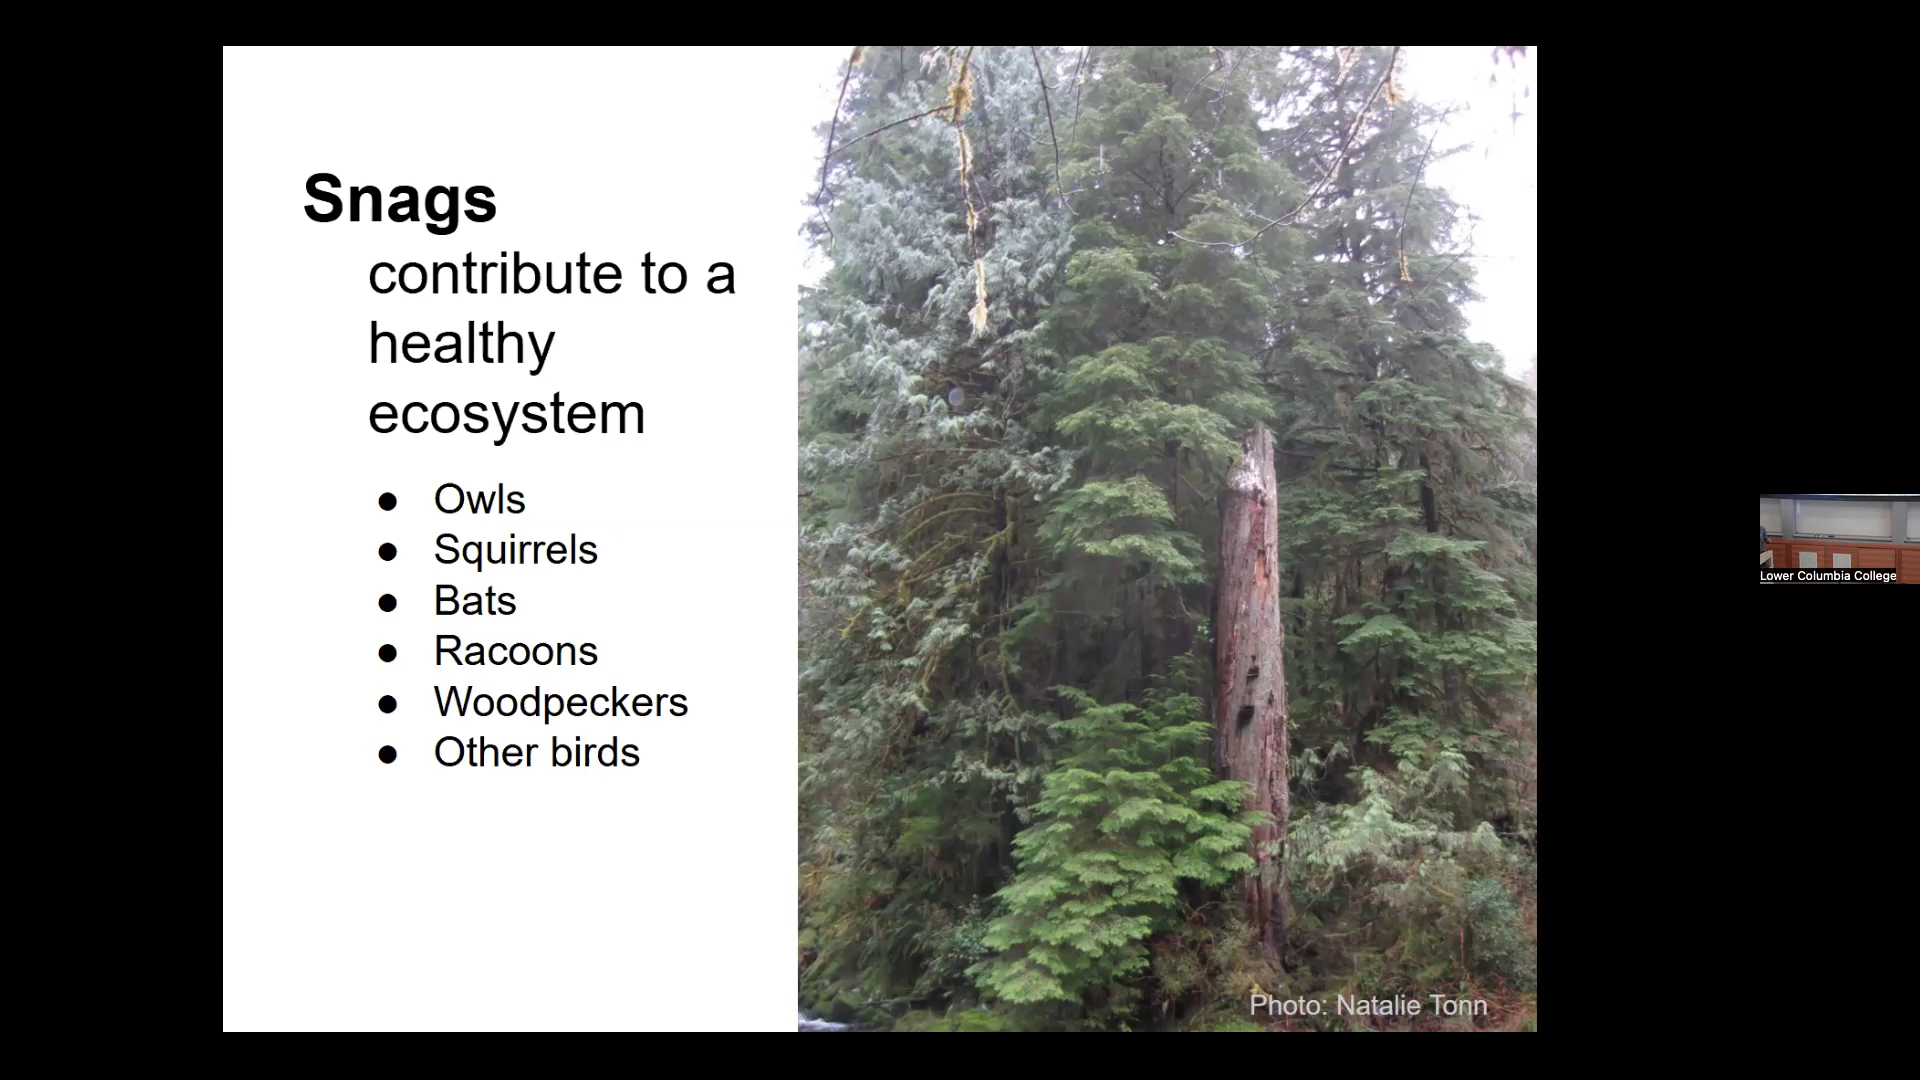 Snags
contribute to a
healthy
ecosystem
● Owls
● Squirrels
● Bats
● Racoons
● Woodpeckers
● Other birds
Photo: Natalie Tonn
Lower Columbia College